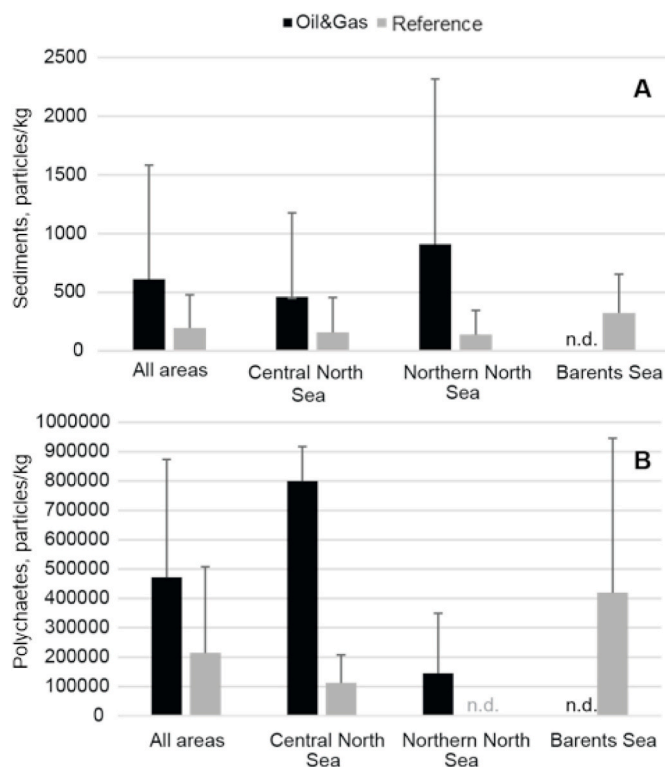 Oil&Gas Reference
A
Sediments, particles/kg
2500
2000
1500
1000
500
0
n.d.
All areas
Central North
Sea
Northern North
Sea
Barents Sea
B
Polychaetes, particles/kg
1000000
900000
800000
700000
600000
500000
400000
300000
200000
100000
0
n.d.
n.d.
All areas
Central North
Sea
Northern North
Sea
Barents Sea